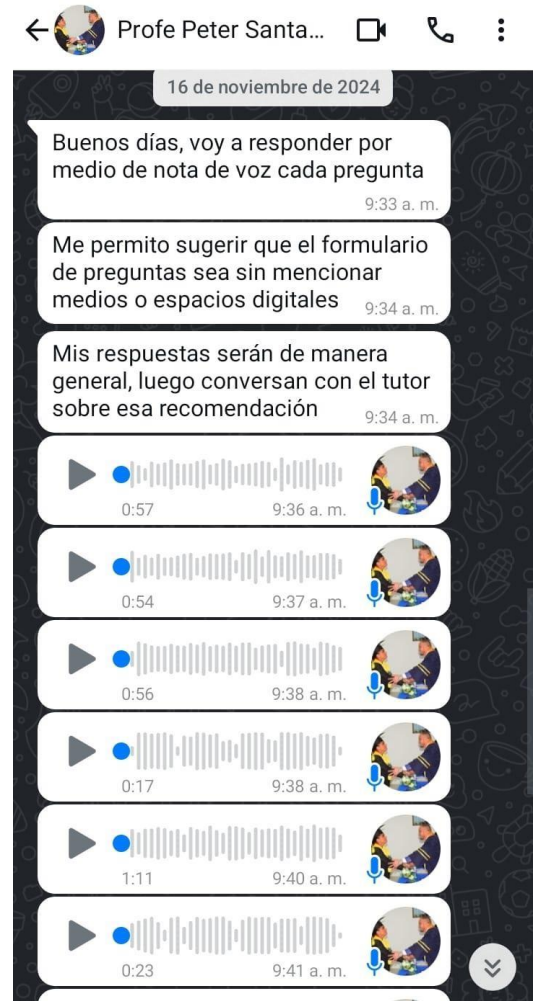 Profe Peter Santa...
16 de noviembre de 2024
Buenos días, voy a responder por
medio de nota de voz cada pregunta
9:33 a. m.
Me permito sugerir que el formulario
de preguntas sea sin mencionar
medios o espacios digitales
9:34 a. m.
Mis respuestas serán de manera
general, luego conversan con el tutor
sobre esa recomendación
9:34 a. m.
0:57 9:36 a. m.
0:54 9:37 a. m.
0:56 9:38 a. m.
0:17 9:38 a. m.
1:11 9:40 a. m.
0:23 9:41 a. m.